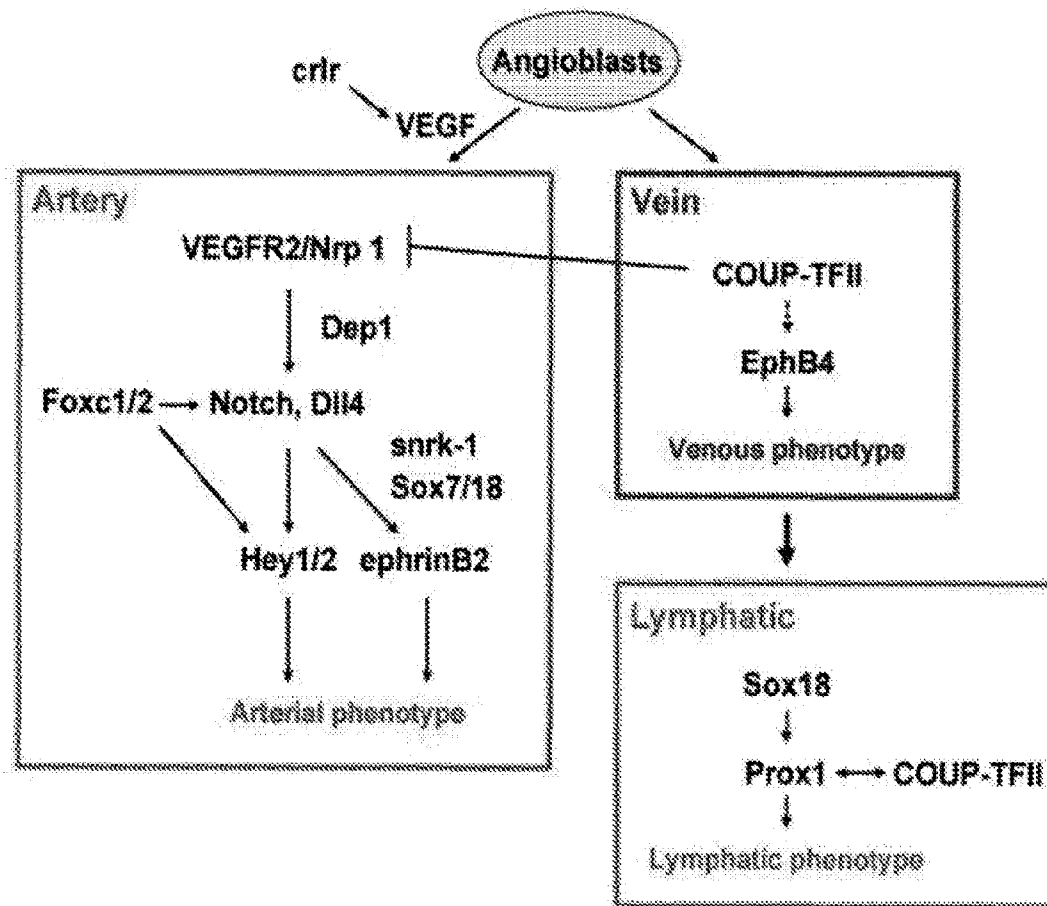 Angioblasts
crlr
VEGF
Artery
VEGFR2/Nrp 1
Dep1
Foxc1/2
Notch, Dll4
snrk-1
Sox7/18
Hey1/2
ephrinB2
Arterial phenotype
Vein
COUP-TFII
EphB4
Venous phenotype
Lymphatic
Sox18
Prox1
COUP-TFII
Lymphatic phenotype